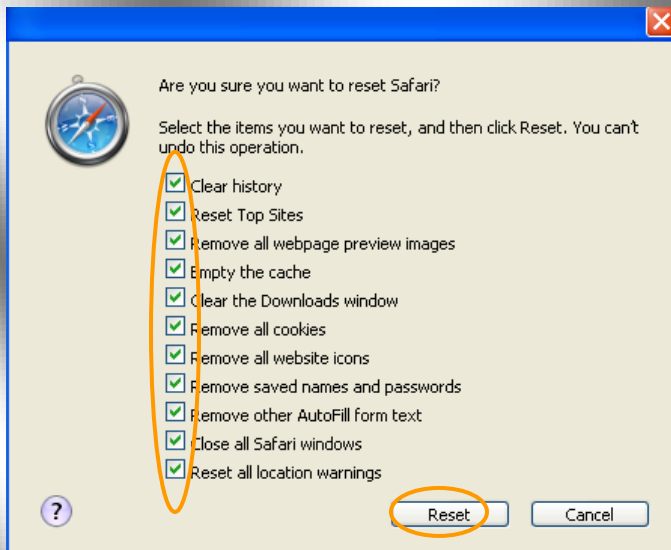 Are you sure you want to reset Safari?
Select the items you want to reset, and then click Reset. You can't
undo this operation.
Clear history
Reset Top Sites
Remove all webpage preview images
Empty the cache
Clear the Downloads window
Remove all cookies
Remove all website icons
Remove saved names and passwords
Remove other AutoFill form text
Close all Safari windows
Reset all location warnings
? Reset Cancel